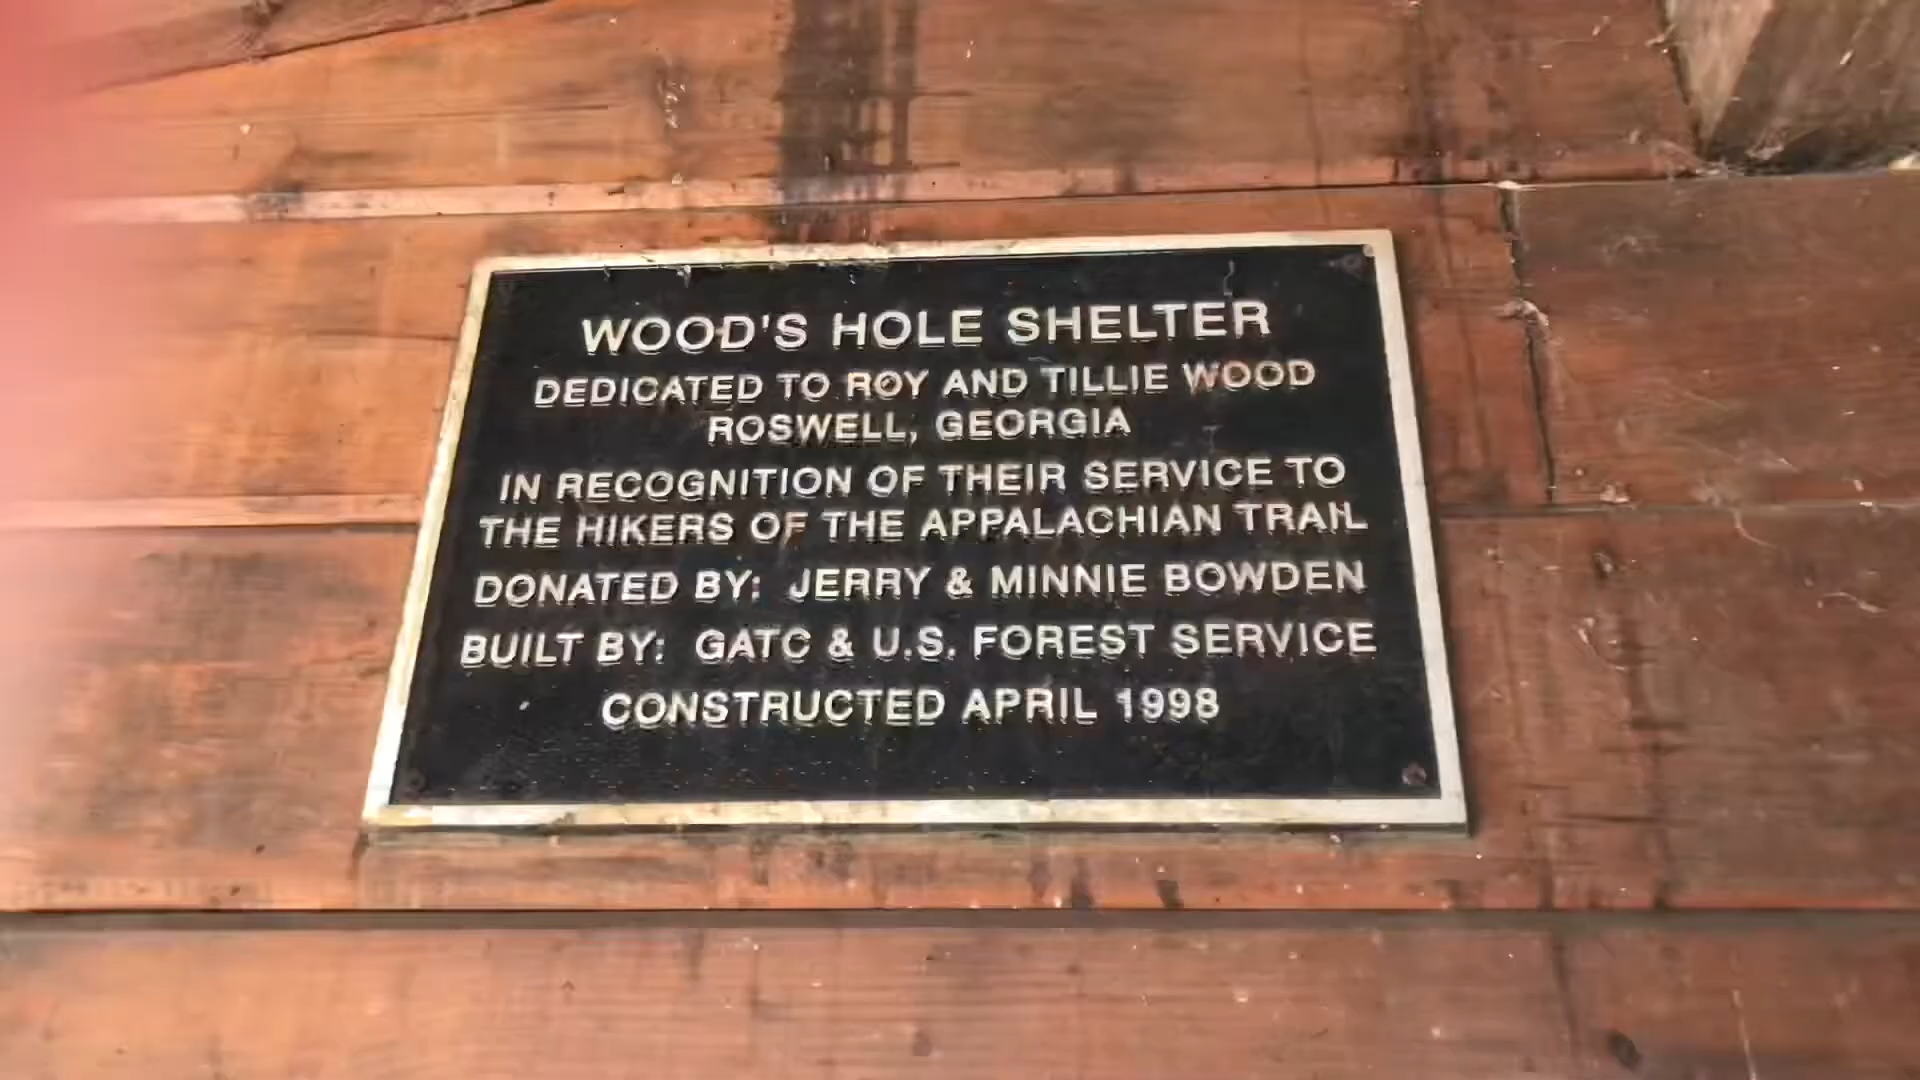 WOOD'S HOLE SHELTER
DEDICATED TO ROY AND TILLIE WOOD
ROSWELL, GEORGIA
IN RECOGNITION OF THEIR SERVICE TO
THE HIKERS OF THE APPALACHIAN TRAIL
DONATED BY: JERRY & MINNIE BOWDEN
BUILT BY: GATC & U.S. FOREST SERVICE
CONSTRUCTED APRIL 1998